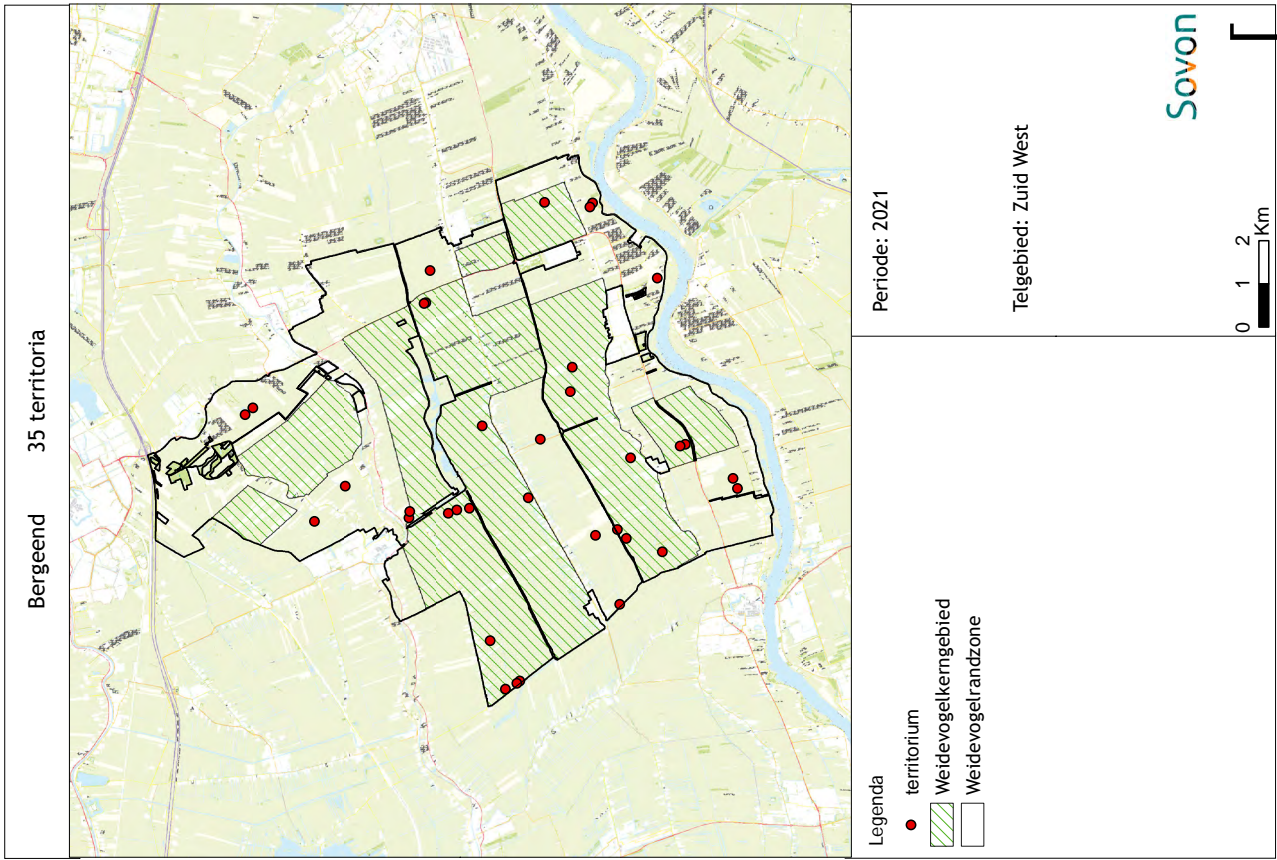 Bergeend 35 territoria
Legenda
territorium
Weidevogelkerngebied
Weidevogelrandzone
Periode: 2021
Telgebied: Zuid West
0 1 2 Km
Sovon